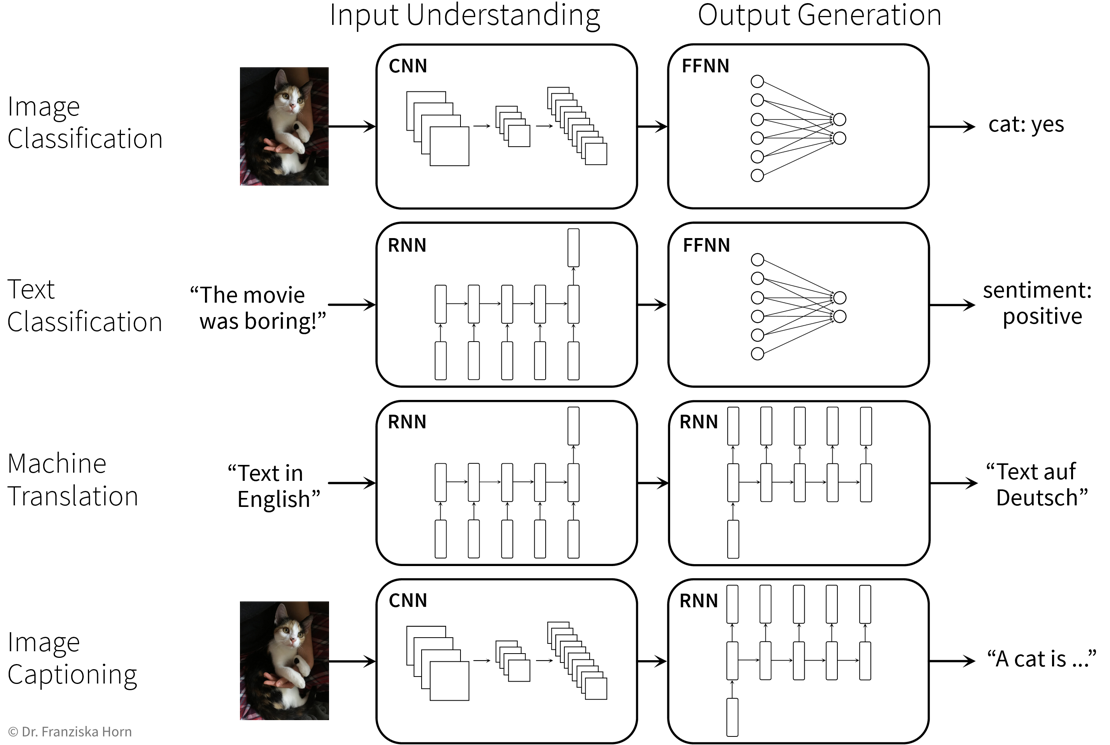 Input Understanding
Output Generation
Image
Classification
CNN
FFNN
cat: yes
Text
Classification
“The movie
was boring!”
RNN
FFNN
sentiment:
positive
Machine
Translation
“Text in
English”
RNN
RNN
“Text auf
Deutsch”
Image
Captioning
CNN
RNN
“A cat is ...”
© Dr. Franziska Horn